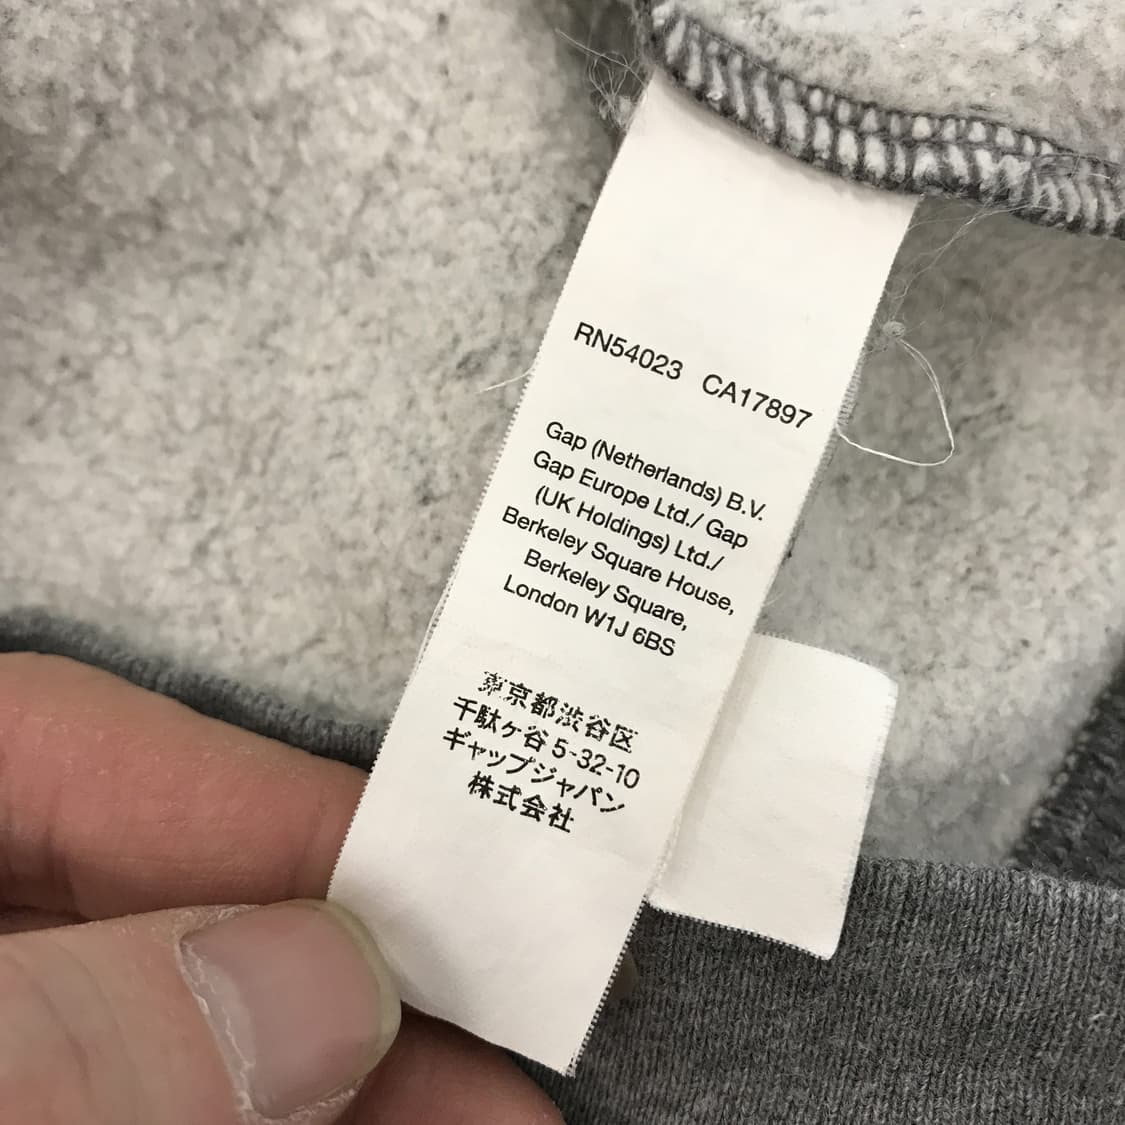 RN54023 CA17897
Gap (Netherlands) B.V.
Gap Europe Ltd./ Gap
(UK Holdings) Ltd./
Berkeley Square House,
Berkeley Square,
London W1J 6BS
東京都渋谷区
千駄ヶ谷5-32-10
ギャップジャパン
株式会社